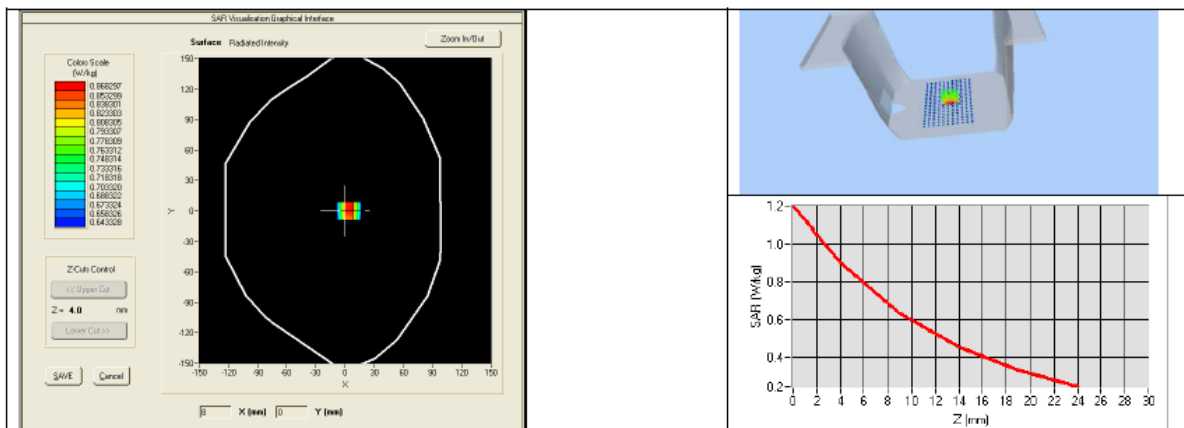 SAR Visualisation Graphical Interface
Surface Radiated Intensity
Zoom In/Out
Colors Scale
(W/kg)
0.868297
0.853299
0.838301
0.823303
0.808305
0.793307
0.778309
0.763312
0.748314
0.733316
0.718318
0.703320
0.688322
0.673324
0.658326
0.643328
Z-Cuts Control
<< Upper Cut
Z = 4.0 mm
Lower Cut >>
SAVE
Cancel
150
120
90
60
30
0
-30
-60
-90
-120
-150
Y
-150 -120 -90 -60 -30 0 30 60 90 120 150
X
8 X (mm) 0 Y (mm)
1.2
1.0
0.8
0.6
0.4
0.2
SAR (W/kg)
0 2 4 6 8 10 12 14 16 18 20 22 24 26 28 30
Z (mm)